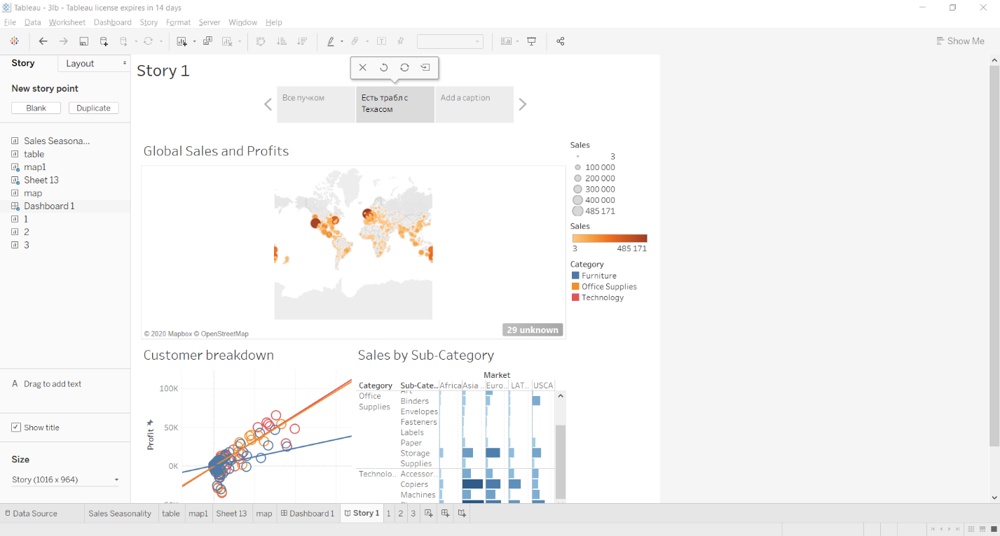 Tableau - 3lb - Tableau license expires in 14 days
File Data Worksheet Dashboard Story Format Server Window Help
Show Me
Story Layout
New story point
Blank Duplicate
Sales Seasona...
table
map1
Sheet 13
map
Dashboard 1
1
2
3
A Drag to add text
Show title
Size
Story (1016 x 964)
Story 1
Все пучком
Есть трабл с
Техасом
Add a caption
Global Sales and Profits
© 2020 Mapbox © OpenStreetMap
29 unknown
Sales
3
100 000
200 000
300 000
400 000
485 171
Sales
3 485 171
Category
Furniture
Office Supplies
Technology
Customer breakdown
Profit
100K
50K
0K
Sales by Sub-Category
Market
Category Sub-Cate.. Africa Asia .. Euro.. LAT.. USCA
Office
Supplies
Binders
Envelopes
Fasteners
Labels
Paper
Storage
Supplies
Technolo.. Accessor..
Copiers
Machines
Data Source Sales Seasonality table map1 Sheet 13 map Dashboard 1 Story 1 1 2 3